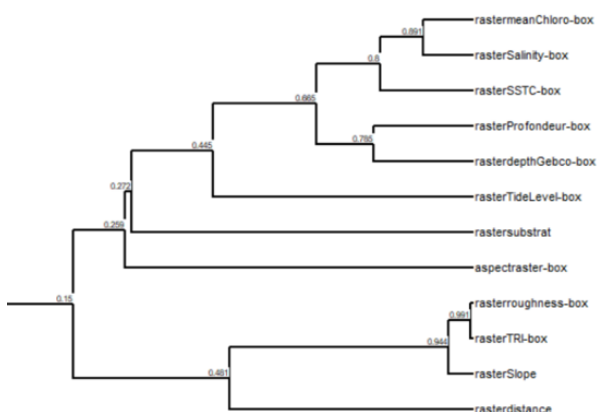 rastermeanChloro-box
0.891
rasterSalinity-box
0.8
rasterSSTC-box
0.665
rasterProfondeur-box
0.785
rasterdepthGebco-box
0.445
rasterTideLevel-box
0.272
rastersubstrat
0.259
aspectraster-box
0.15
rasterroughness-box
0.991
rasterTRI-box
0.944
rasterSlope
0.481
rasterdistance